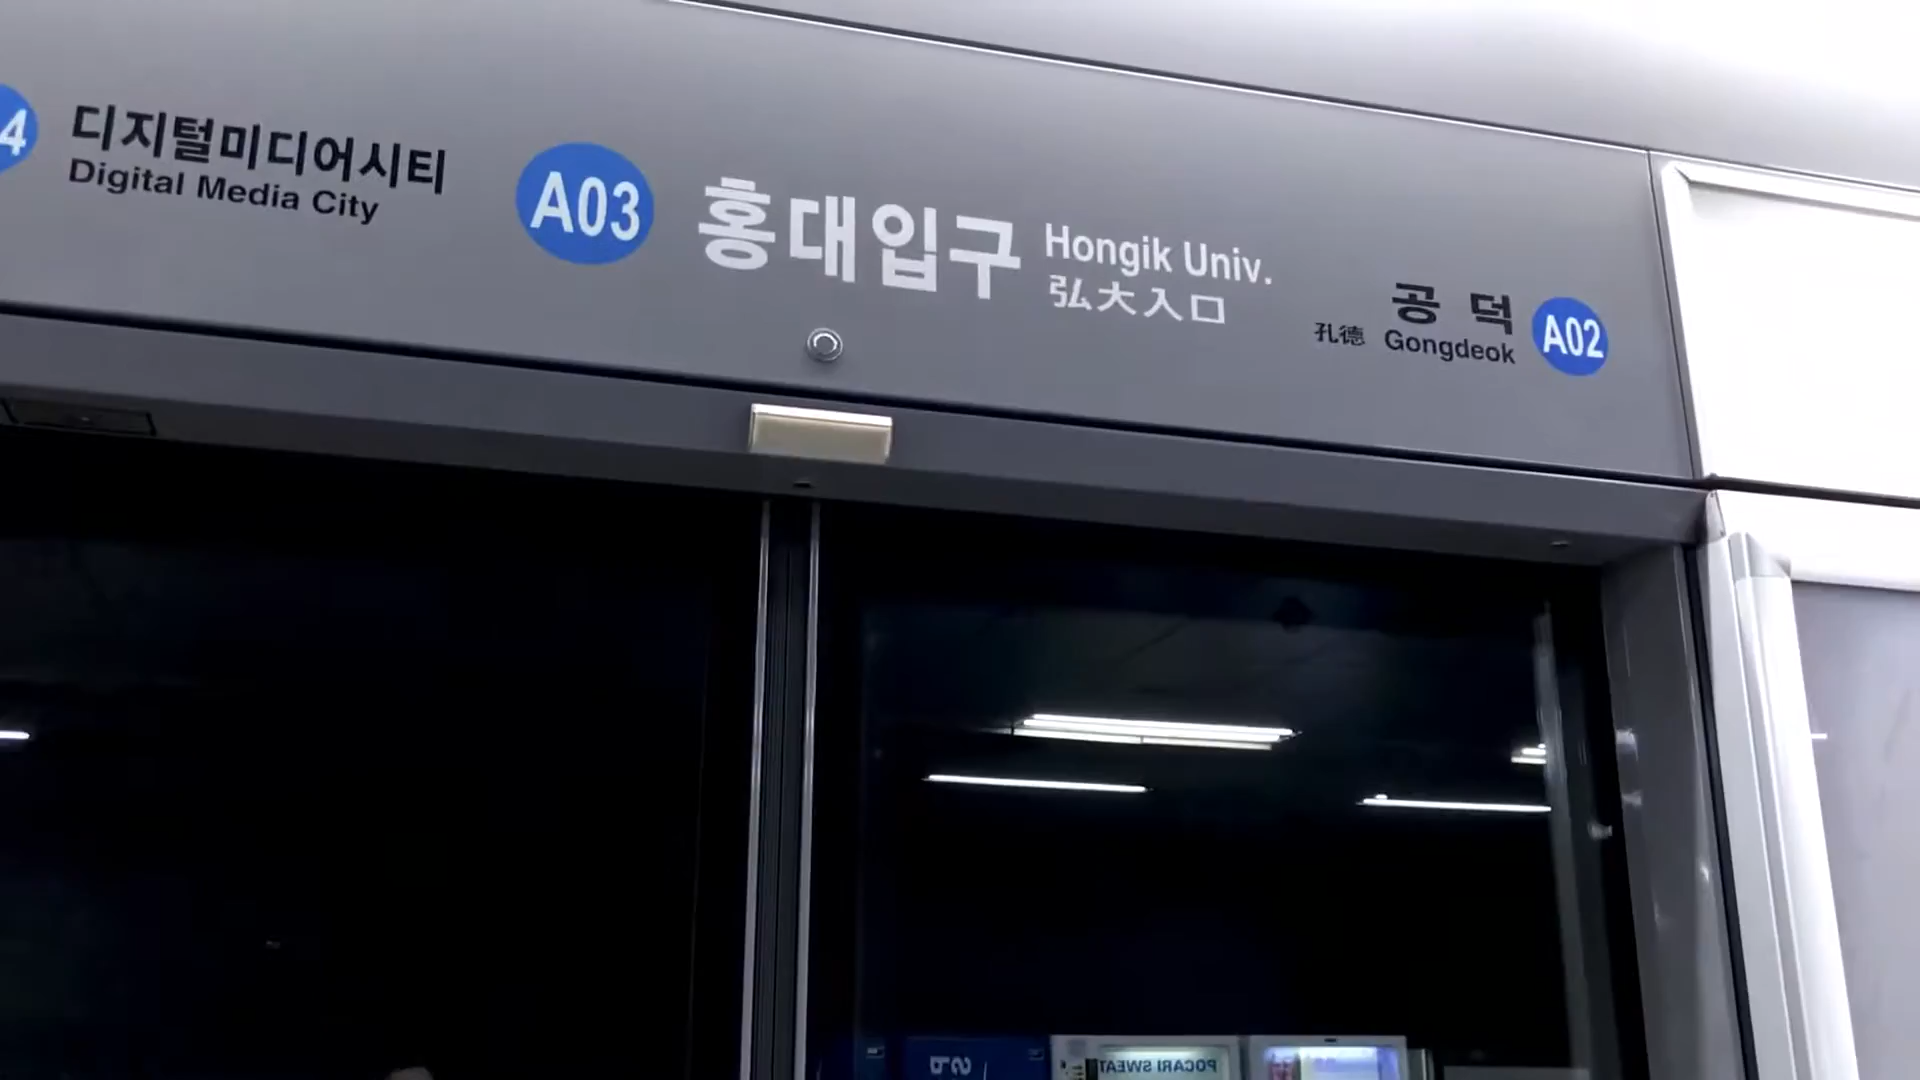 4
디지털미디어시티
Digital Media City
A03
홍대입구
Hongik Univ.
弘大入口
공덕
孔德 Gongdeok
A02
POCARI SWEAT